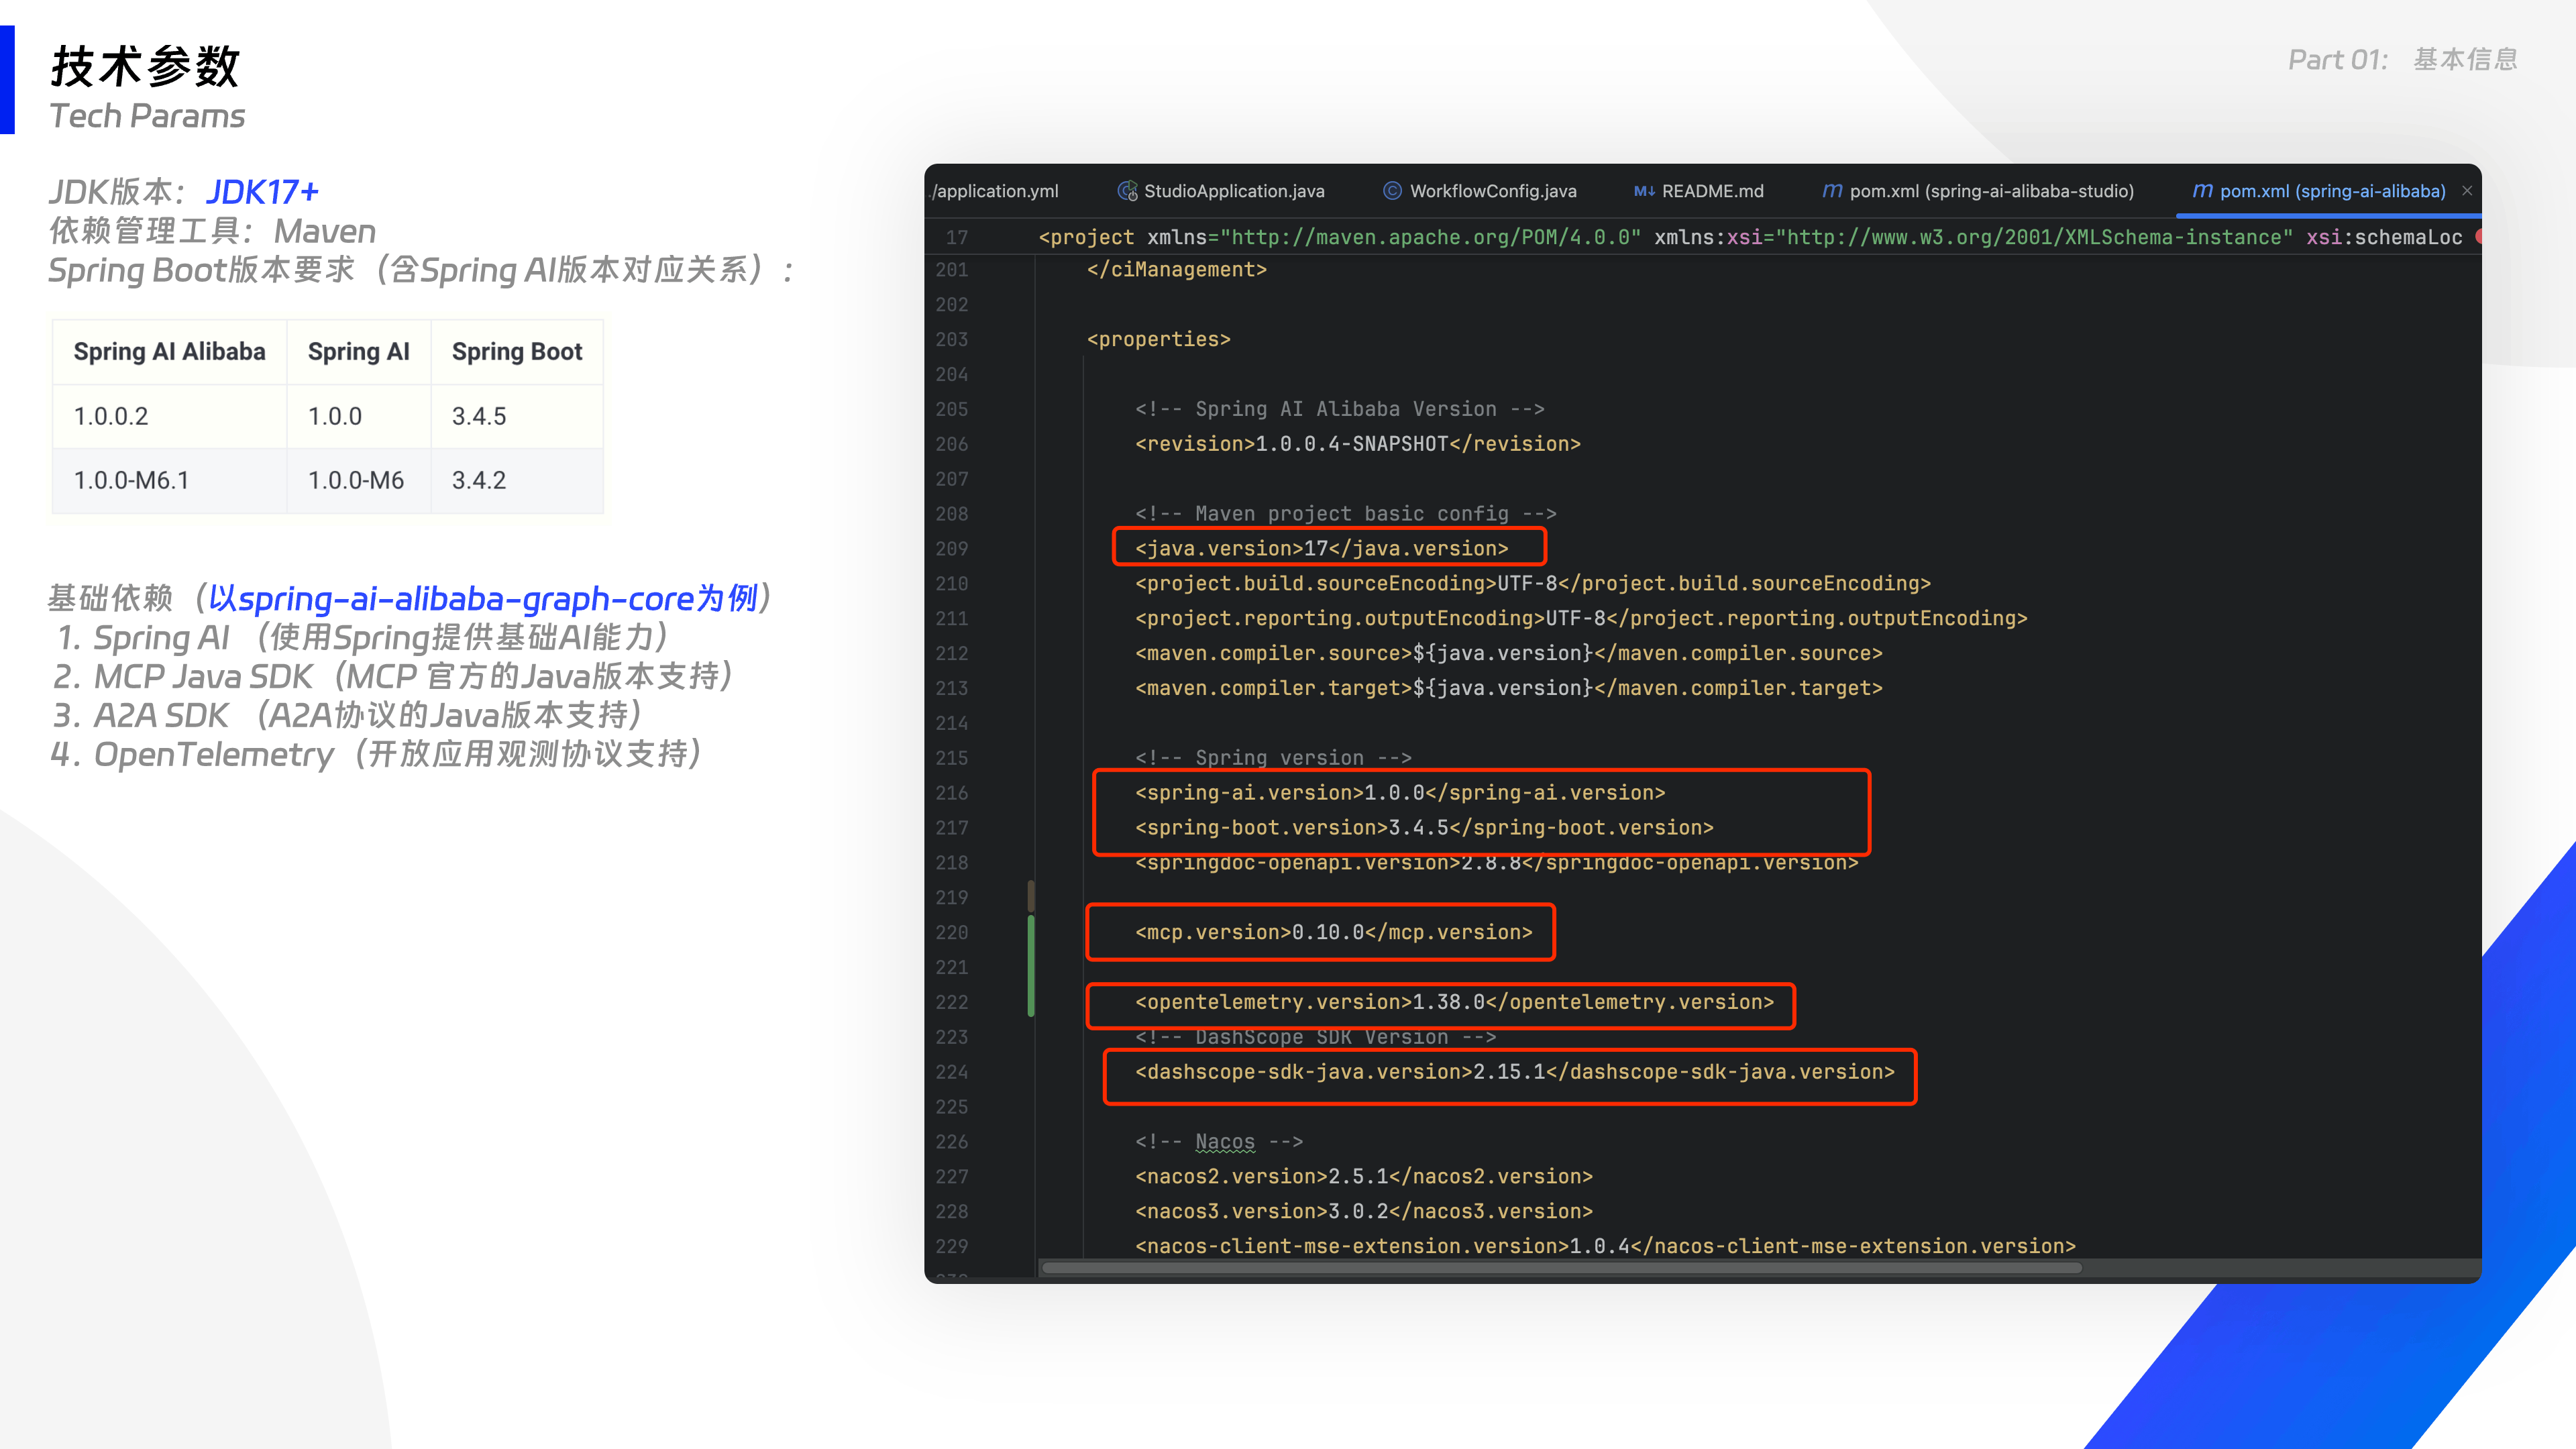 技术参数
Tech Params
Part 01: 基本信息
JDK版本：JDK17+
依赖管理工具：Maven
Spring Boot版本要求（含Spring AI版本对应关系）：
Spring AI Alibaba Spring AI Spring Boot
1.0.0.2 1.0.0 3.4.5
1.0.0-M6.1 1.0.0-M6 3.4.2
基础依赖（以spring-ai-alibaba-graph-core为例）
1. Spring AI （使用Spring提供基础AI能力）
2. MCP Java SDK（MCP 官方的Java版本支持）
3. A2A SDK （A2A协议的Java版本支持）
4. OpenTelemetry（开放应用观测协议支持）
/application.yml StudioApplication.java WorkflowConfig.java README.md pom.xml (spring-ai-alibaba-studio) pom.xml (spring-ai-alibaba)
17 <project xmlns="http://maven.apache.org/POM/4.0.0" xmlns:xsi="http://www.w3.org/2001/XMLSchema-instance" xsi:schemaLoc
201 </ciManagement>
202
203 <properties>
204
205 <!-- Spring AI Alibaba Version -->
206 <revision>1.0.0.4-SNAPSHOT</revision>
207
208 <!-- Maven project basic config -->
209 <java.version>17</java.version>
210 <project.build.sourceEncoding>UTF-8</project.build.sourceEncoding>
211 <project.reporting.outputEncoding>UTF-8</project.reporting.outputEncoding>
212 <maven.compiler.source>${java.version}</maven.compiler.source>
213 <maven.compiler.target>${java.version}</maven.compiler.target>
214
215 <!-- Spring version -->
216 <spring-ai.version>1.0.0</spring-ai.version>
217 <spring-boot.version>3.4.5</spring-boot.version>
218 <springdoc-openapi.version>2.8.8</springdoc-openapi.version>
219
220 <mcp.version>0.10.0</mcp.version>
221
222 <opentelemetry.version>1.38.0</opentelemetry.version>
223 <!-- DashScope SDK Version -->
224 <dashscope-sdk-java.version>2.15.1</dashscope-sdk-java.version>
225
226 <!-- Nacos -->
227 <nacos2.version>2.5.1</nacos2.version>
228 <nacos3.version>3.0.2</nacos3.version>
229 <nacos-client-mse-extension.version>1.0.4</nacos-client-mse-extension.version>